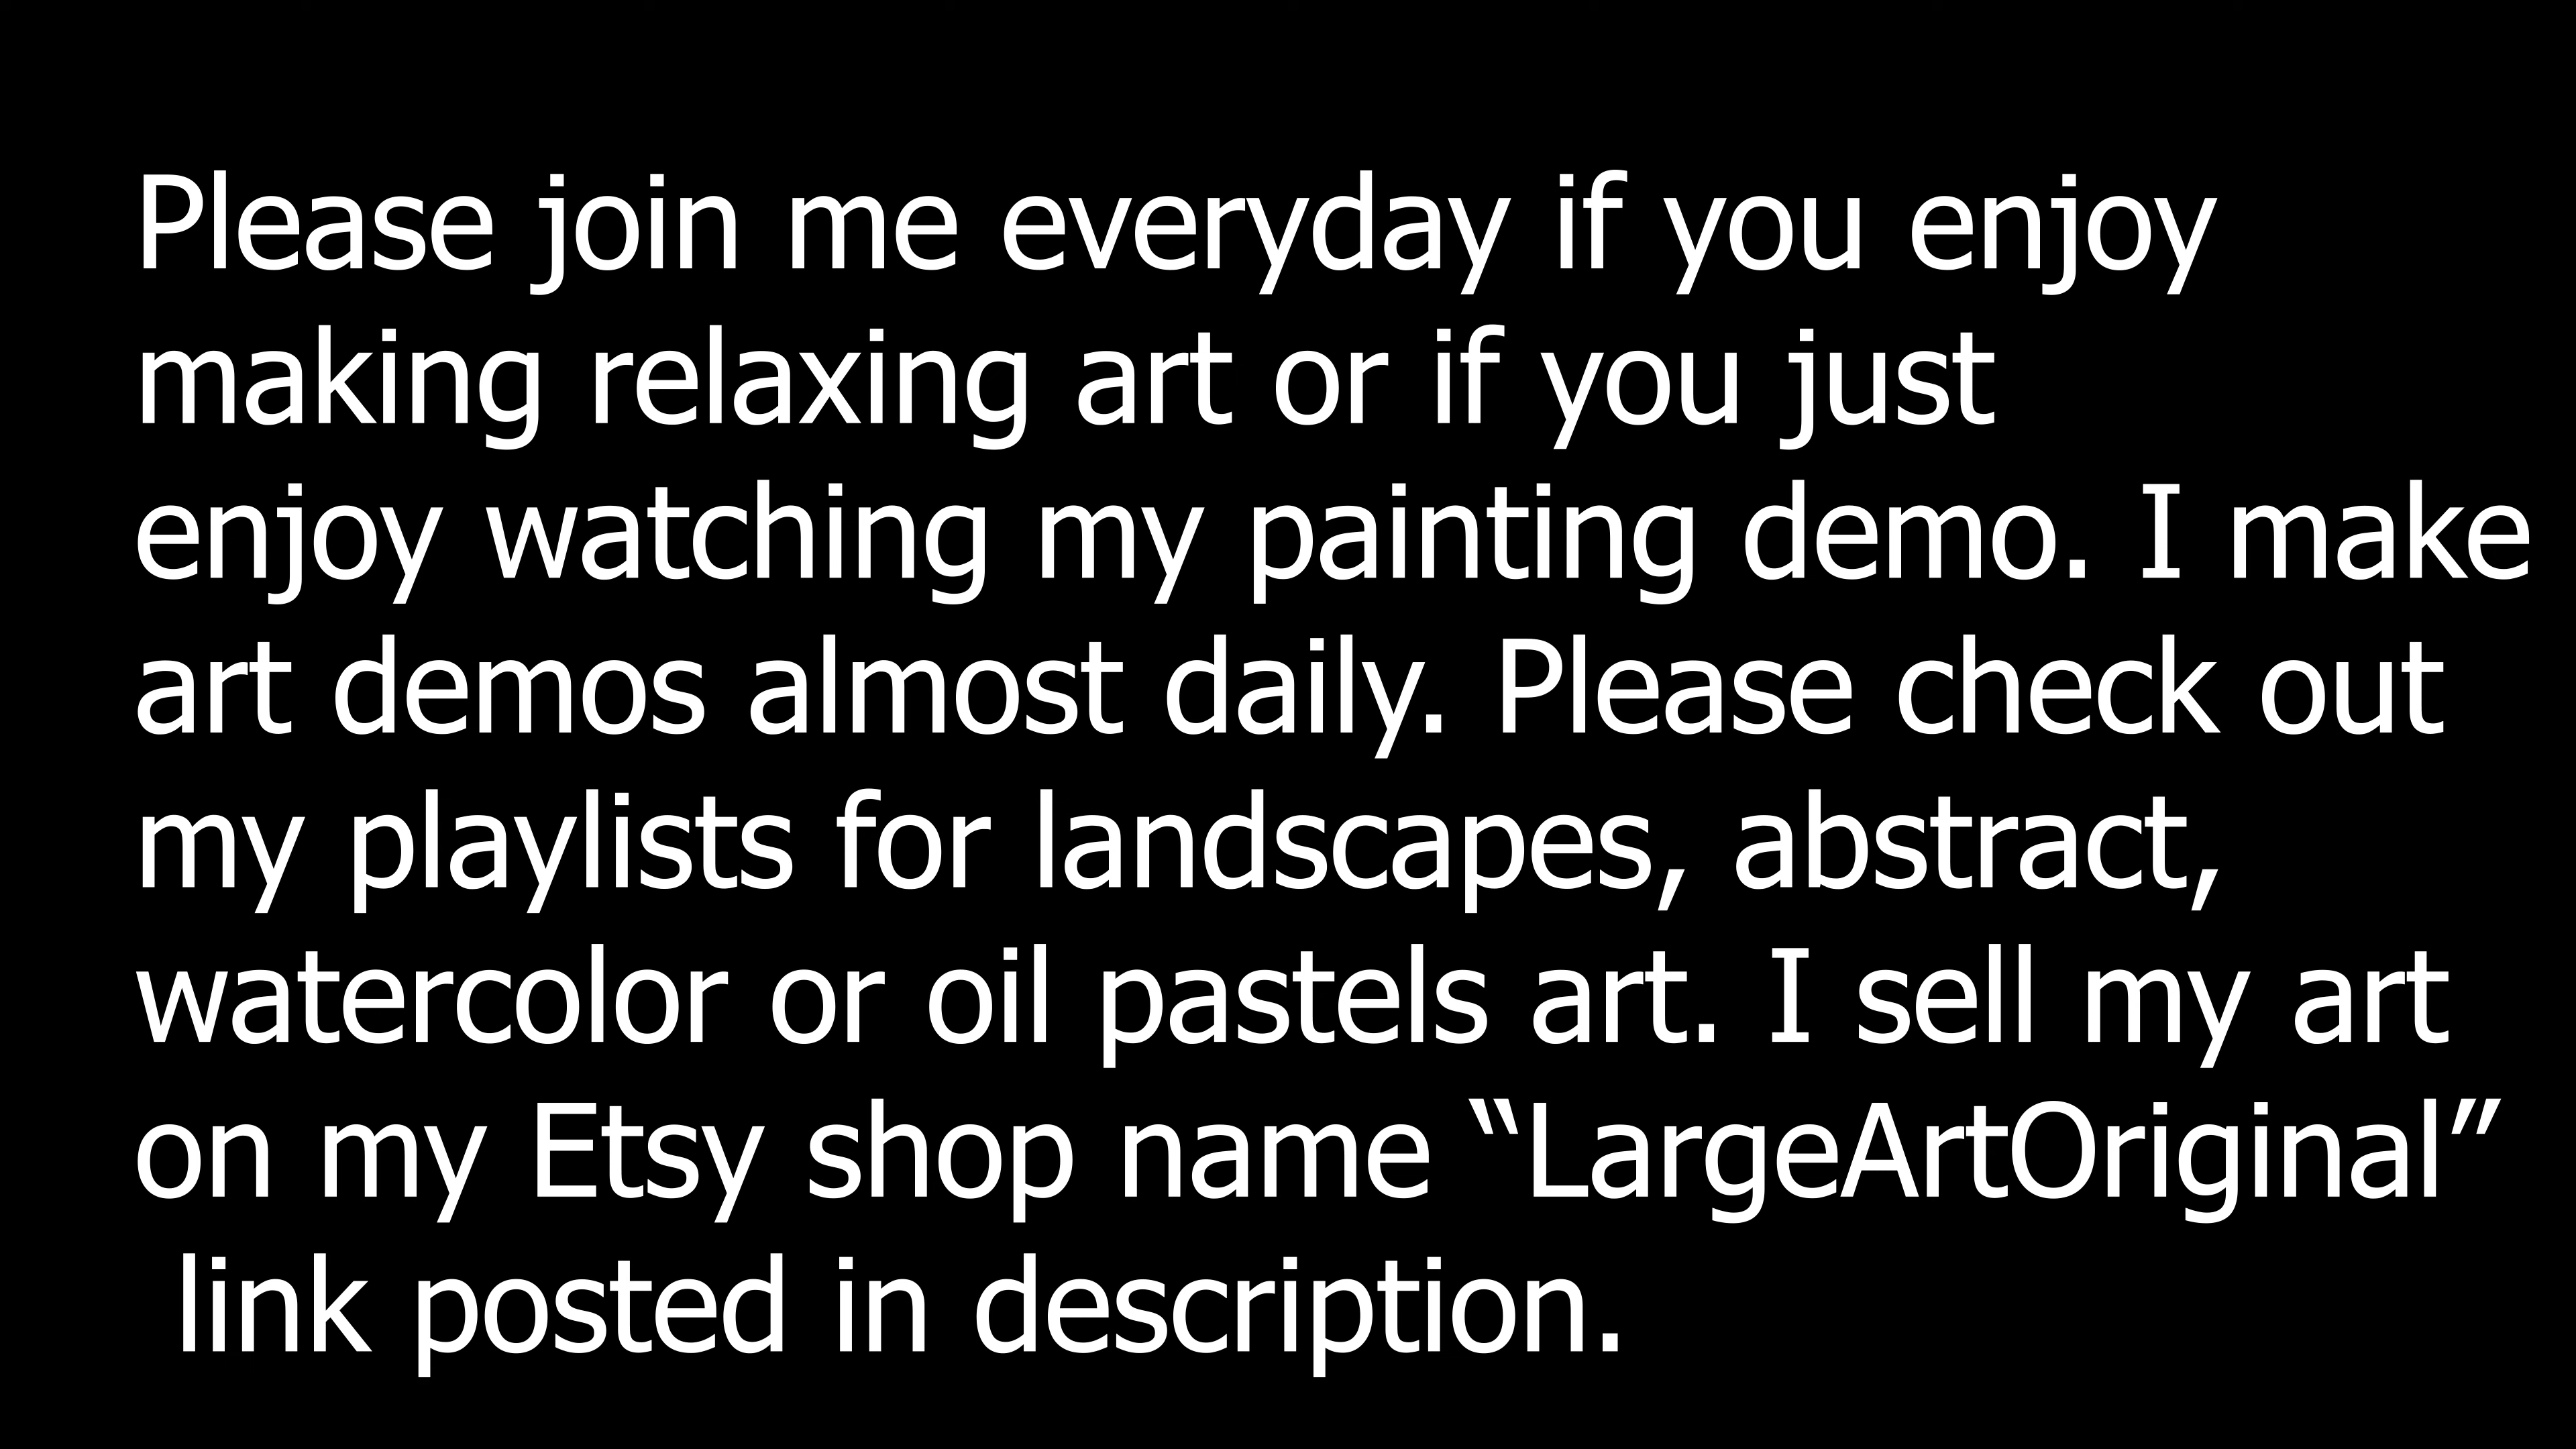 Please join me everyday if you enjoy
making relaxing art or if you just
enjoy watching my painting demo. I make
art demos almost daily. Please check out
my playlists for landscapes, abstract,
watercolor or oil pastels art. I sell my art
on my Etsy shop name “LargeArtOriginal”
link posted in description.